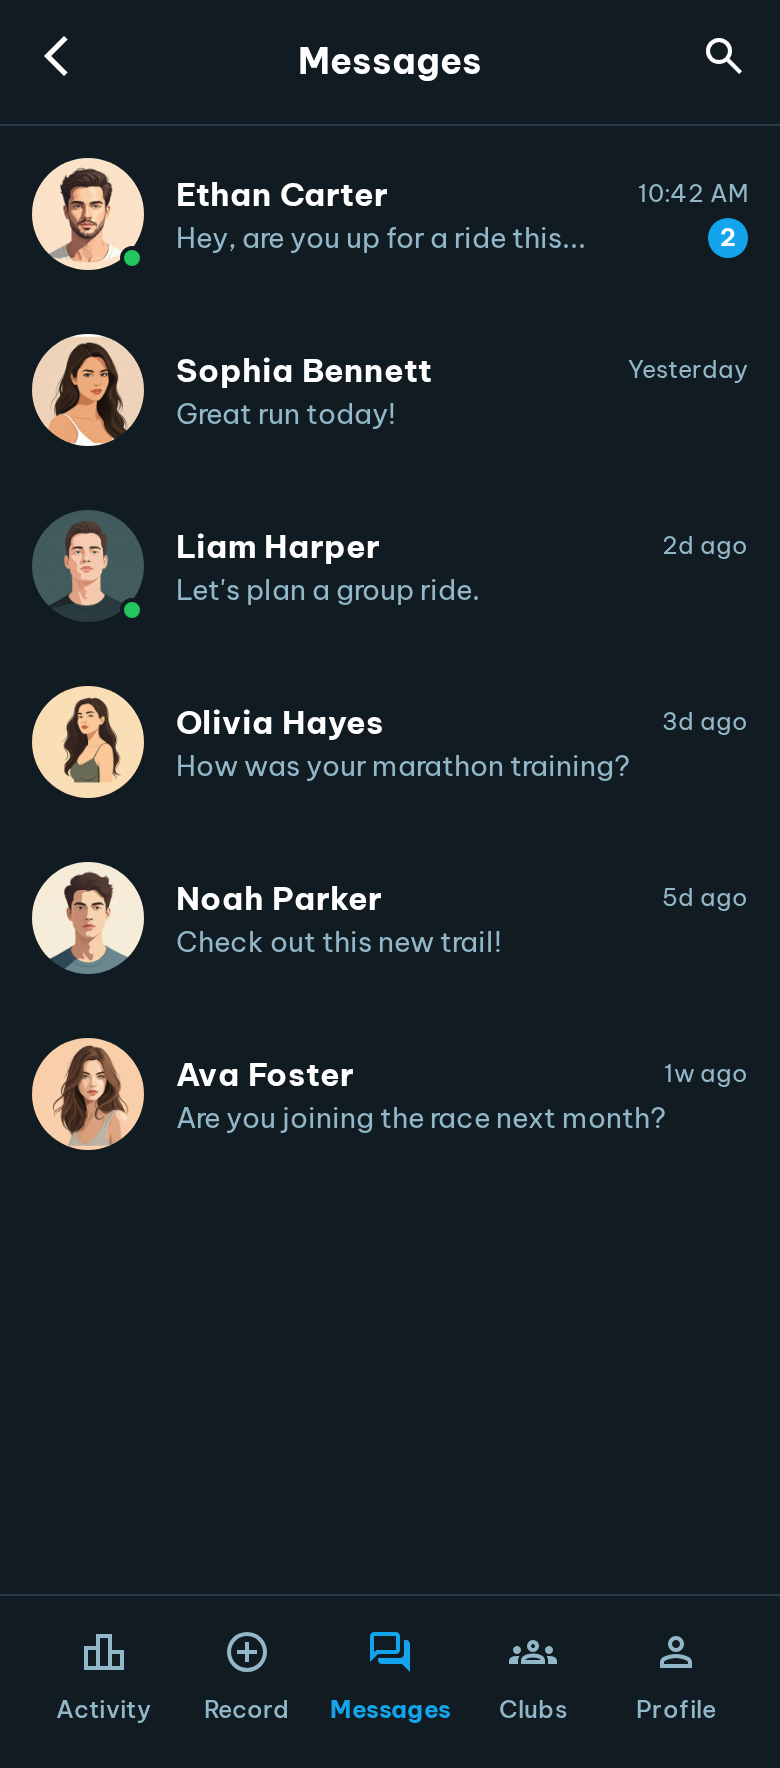 Messages
Ethan Carter
10:42 AM
Hey, are you up for a ride this...
2
Sophia Bennett
Yesterday
Great run today!
Liam Harper
2d ago
Let's plan a group ride.
Olivia Hayes
3d ago
How was your marathon training?
Noah Parker
5d ago
Check out this new trail!
Ava Foster
1w ago
Are you joining the race next month?
Activity
Record
Messages
Clubs
Profile